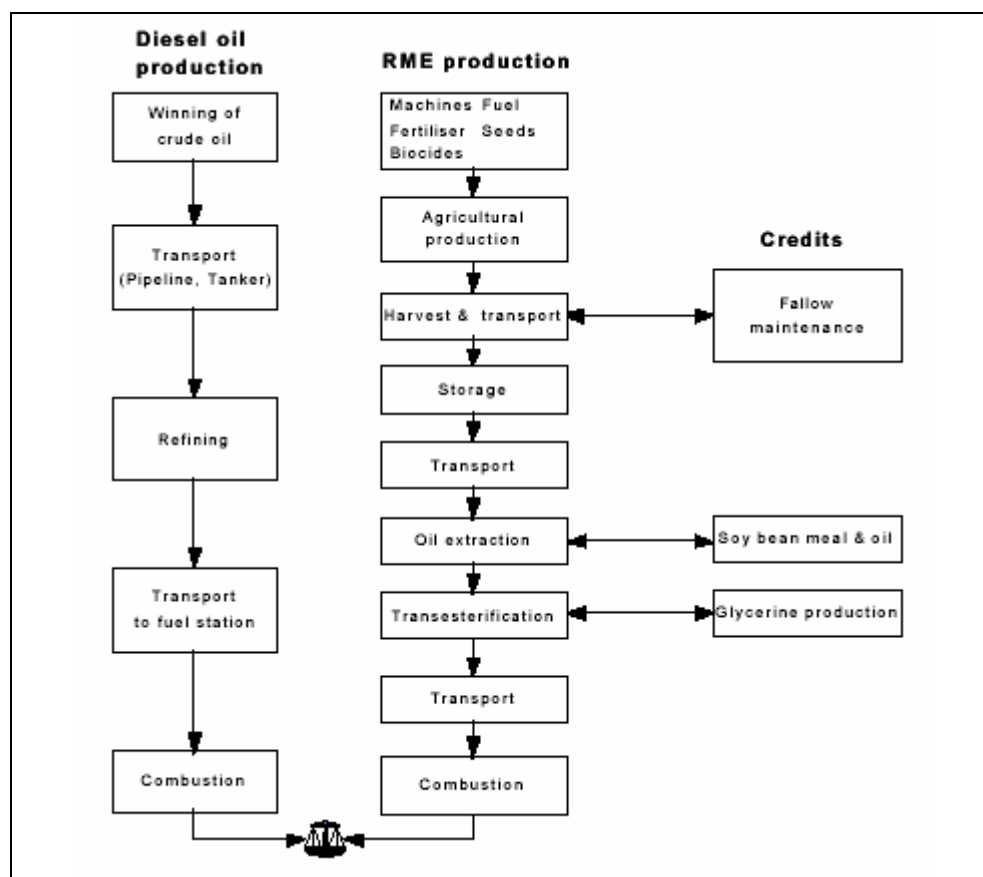 Diesel oil
production
Winning of
crude oil
Transport
(Pipeline, Tanker)
Refining
Transport
to fuel station
Combustion
RME production
Machines Fuel
Fertiliser Seeds
Biocides
Agricultural
production
Harvest & transport
Storage
Transport
Oil extraction
Transesterification
Transport
Combustion
Credits
Fallow
maintenance
Soy bean meal & oil
Glycerine production